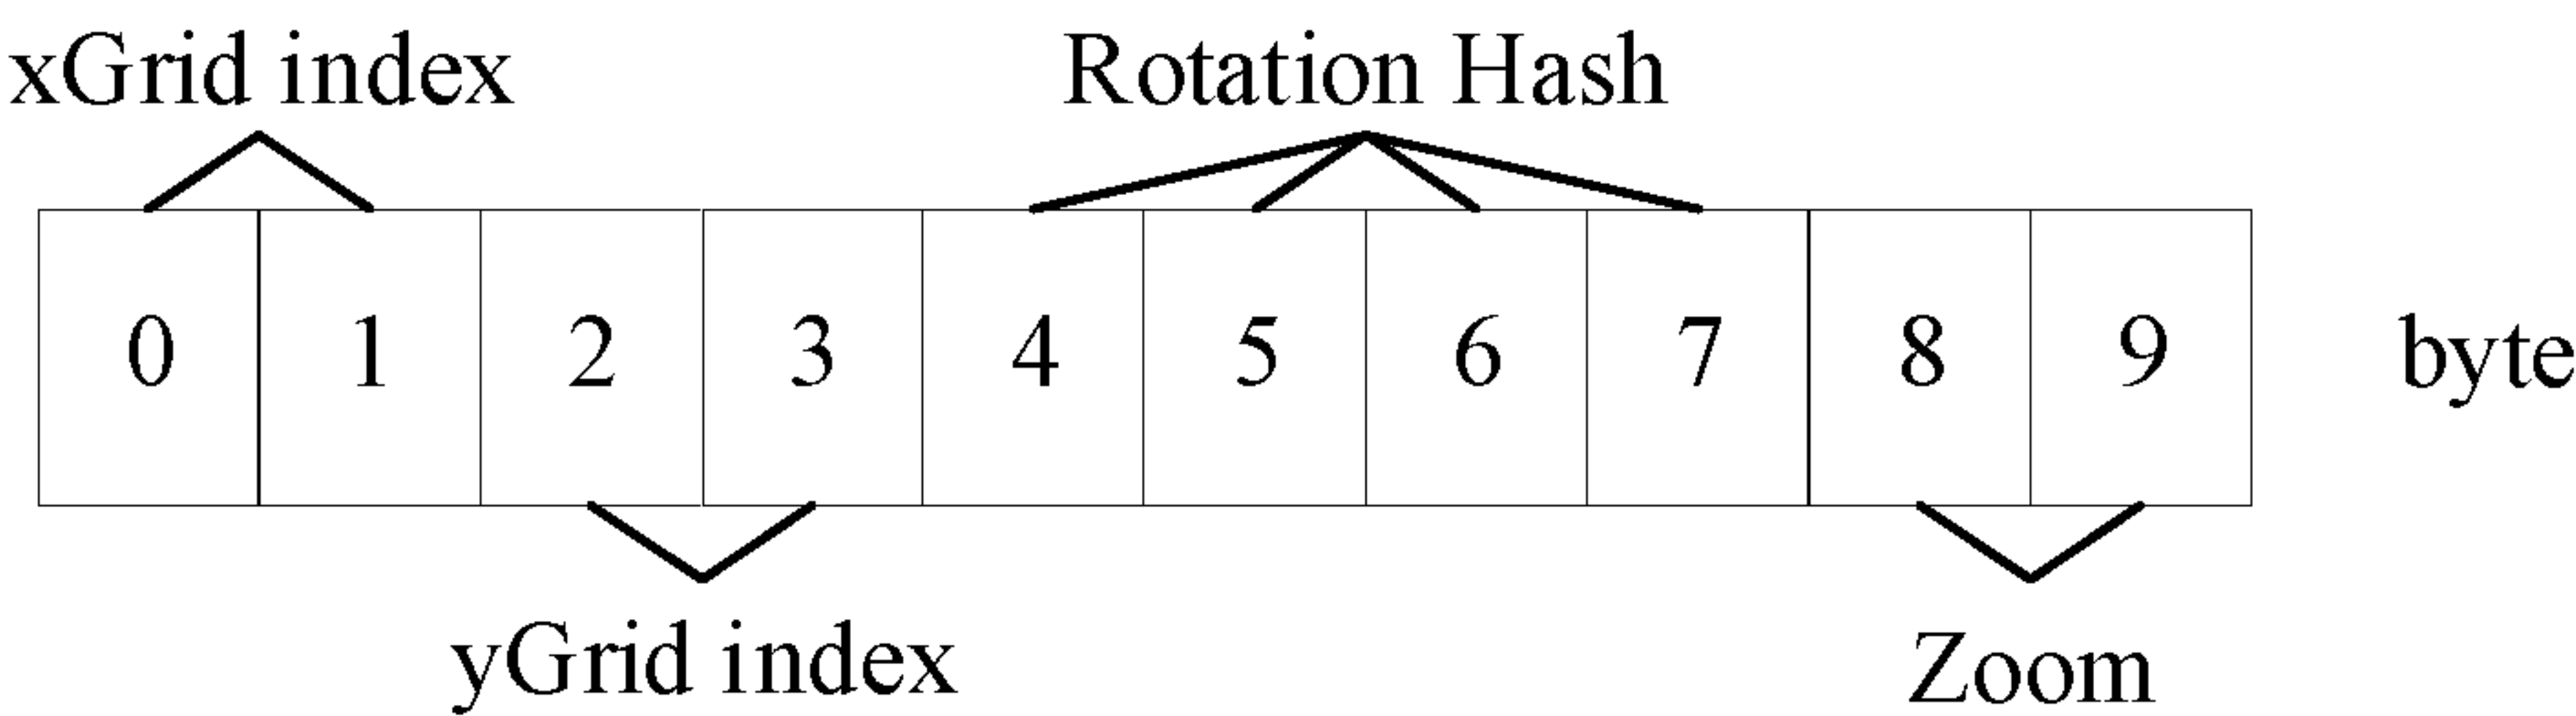 xGrid index Rotation Hash
0 1 2 3 4 5 6 7 8 9 byte
yGrid index Zoom